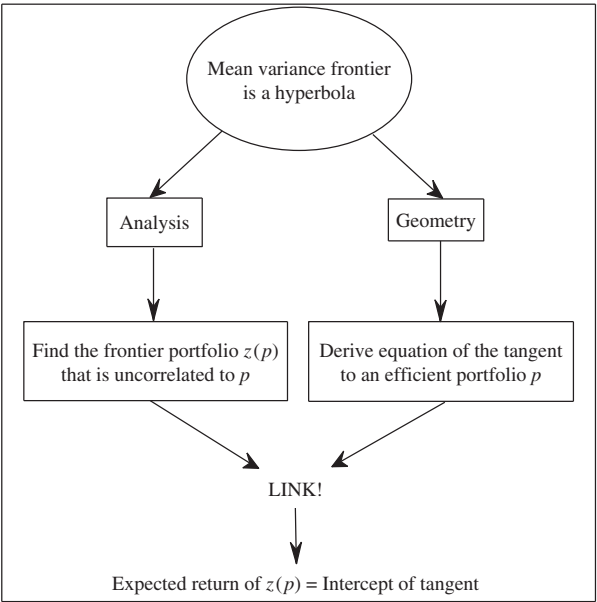 Mean variance frontier
is a hyperbola
Analysis
Geometry
Find the frontier portfolio z(p)
that is uncorrelated to p
Derive equation of the tangent
to an efficient portfolio p
LINK!
Expected return of z(p) = Intercept of tangent